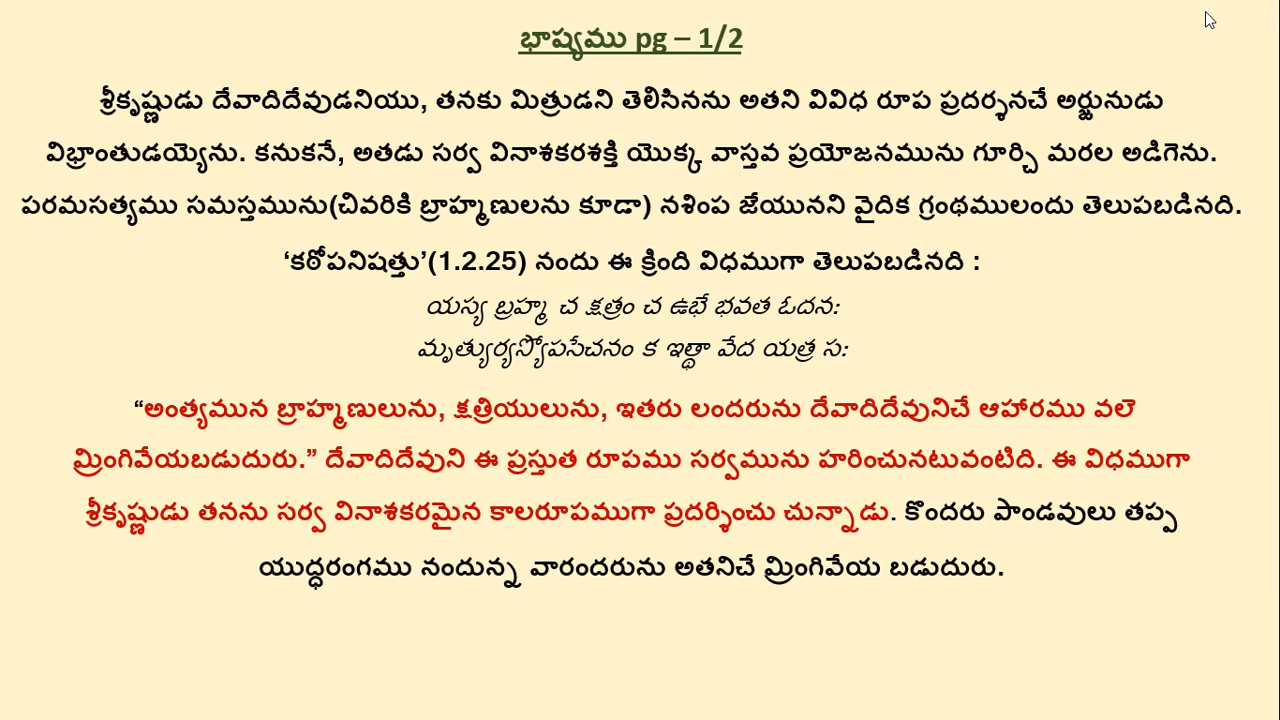 భాష్యము pg – 1/2
శ్రీకృష్ణుడు దేవాదిదేవుడనియు, తనకు మిత్రుడని తెలిసినను అతని వివిధ రూప ప్రదర్శనచే అర్జునుడు
విభ్రాంతుడయ్యెను. కనుకనే, అతడు సర్వ వినాశకరశక్తి యొక్క వాస్తవ ప్రయోజనమును గూర్చి మరల అడిగెను.
పరమసత్యము సమస్తమును(చివరికి బ్రాహ్మణులను కూడా) నశింప జేయునని వైదిక గ్రంథములందు తెలుపబడినది.
‘కఠోపనిషత్తు’(1.2.25) నందు ఈ క్రింది విధముగా తెలుపబడినది :
యస్య బ్రహ్మ చ క్షత్రం చ ఉభే భవత ఓదన:
మృత్యుర్యస్యోపసేచనం క ఇత్థా వేద యత్ర స:
“అంత్యమున బ్రాహ్మణులును, క్షత్రియులును, ఇతరు లందరును దేవాదిదేవునిచే ఆహారము వలె
మ్రింగివేయబడుదురు.” దేవాదిదేవుని ఈ ప్రస్తుత రూపము సర్వమును హరించునటువంటిది. ఈ విధముగా
శ్రీకృష్ణుడు తనను సర్వ వినాశకరమైన కాలరూపముగా ప్రదర్శించు చున్నాడు. కొందరు పాండవులు తప్ప
యుద్ధరంగము నందున్న వారందరును అతనిచే మ్రింగివేయ బడుదురు.